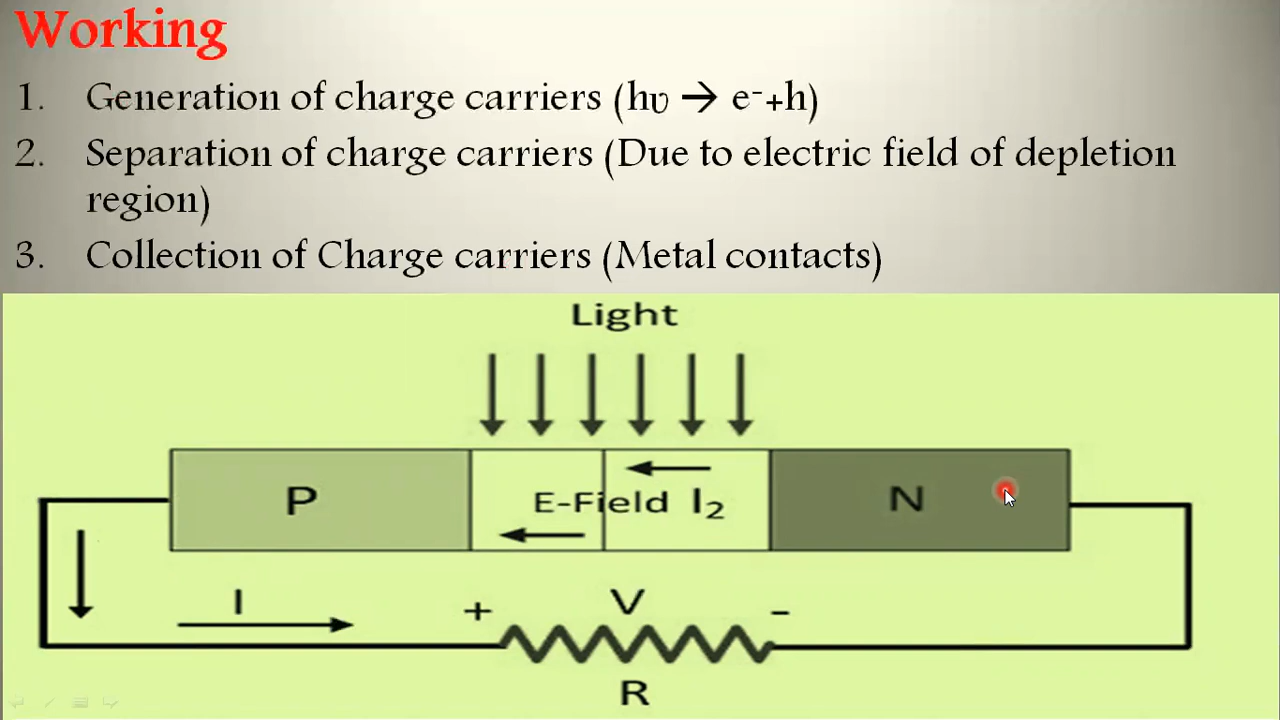 Working
1. Generation of charge carriers (hυ → e⁻+h)
2. Separation of charge carriers (Due to electric field of depletion
region)
3. Collection of Charge carriers (Metal contacts)
Light
P
E-Field I₂
N
I
+ V -
R